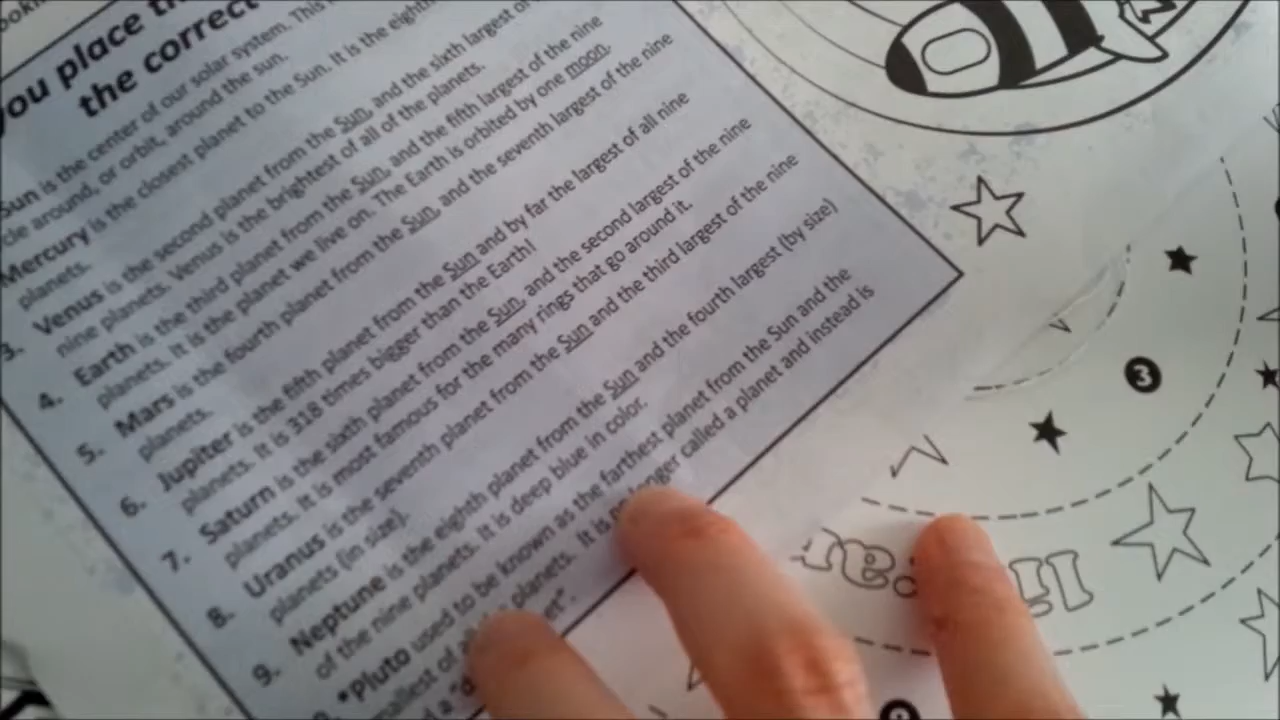 you place th
the correct
Sun is the center of our solar system. This
cle around, or orbit, around the sun.
Mercury is the closest planet to the Sun. It is the eighth
planets.
3. Venus is the second planet from the Sun, and the sixth largest of
nine planets. Venus is the brightest of all of the planets.
4. Earth is the third planet from the Sun, and the fifth largest of the nine
planets. It is the planet we live on. The Earth is orbited by one moon.
5. Mars is the fourth planet from the Sun, and the seventh largest of the nine
planets.
6. Jupiter is the fifth planet from the Sun and by far the largest of all nine
planets. It is 318 times bigger than the Earth!
7. Saturn is the sixth planet from the Sun, and the second largest of the nine
planets. It is most famous for the many rings that go around it.
8. Uranus is the seventh planet from the Sun and the third largest of the nine
planets (in size).
9. Neptune is the eighth planet from the Sun and the fourth largest (by size)
of the nine planets. It is deep blue in color.
*Pluto used to be known as the farthest planet from the Sun and the
smallest of planets. It is longer called a planet and instead is
3